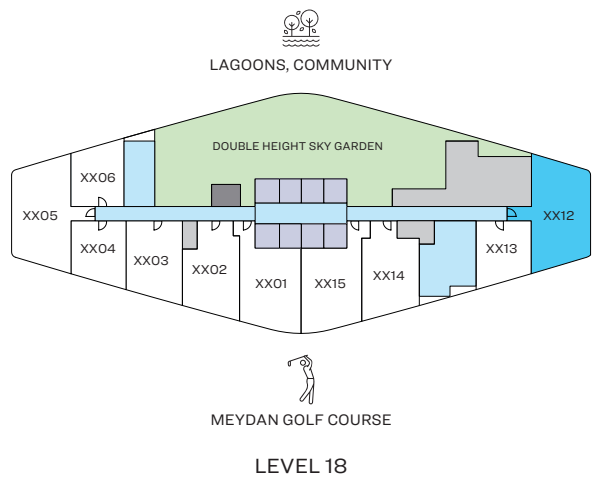 LAGOONS, COMMUNITY
DOUBLE HEIGHT SKY GARDEN
XX06
XX05
XX12
XX04
XX03
XX02
XX01
XX15
XX14
XX13
MEYDAN GOLF COURSE
LEVEL 18